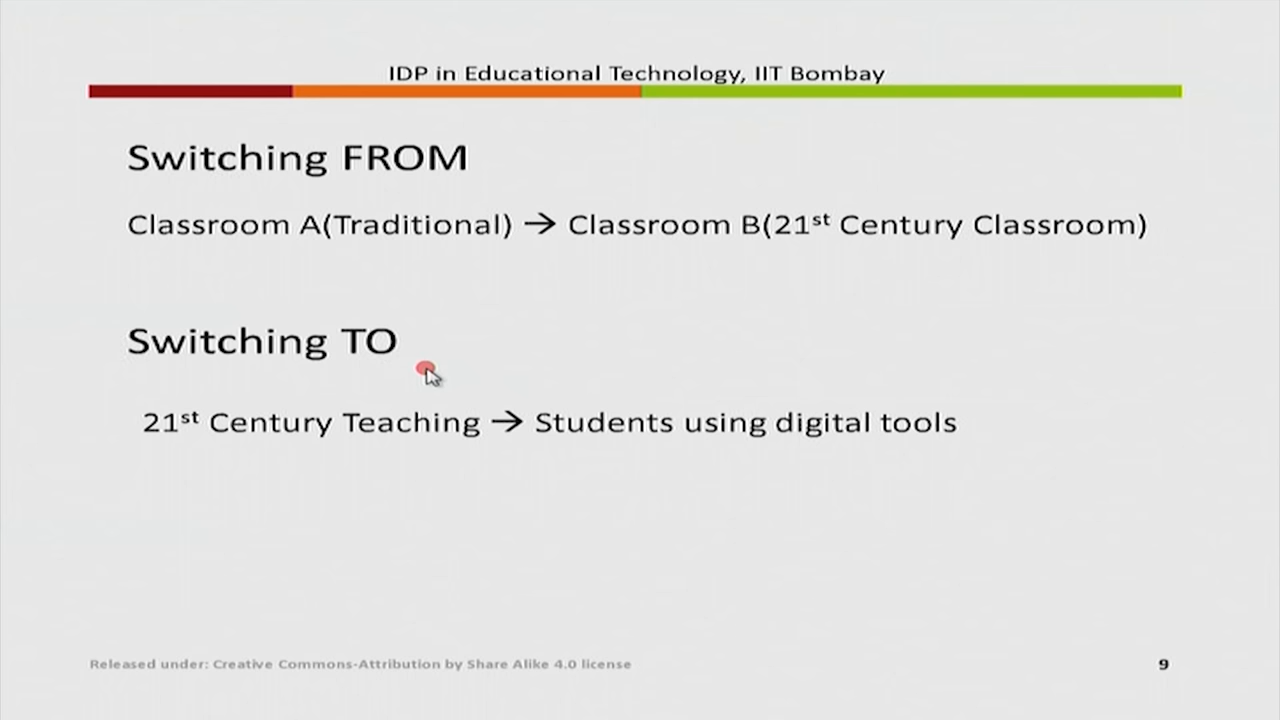 IDP in Educational Technology, IIT Bombay
Switching FROM
Classroom A(Traditional) → Classroom B(21st Century Classroom)
Switching TO
21st Century Teaching → Students using digital tools
Released under: Creative Commons-Attribution by Share Alike 4.0 license
9